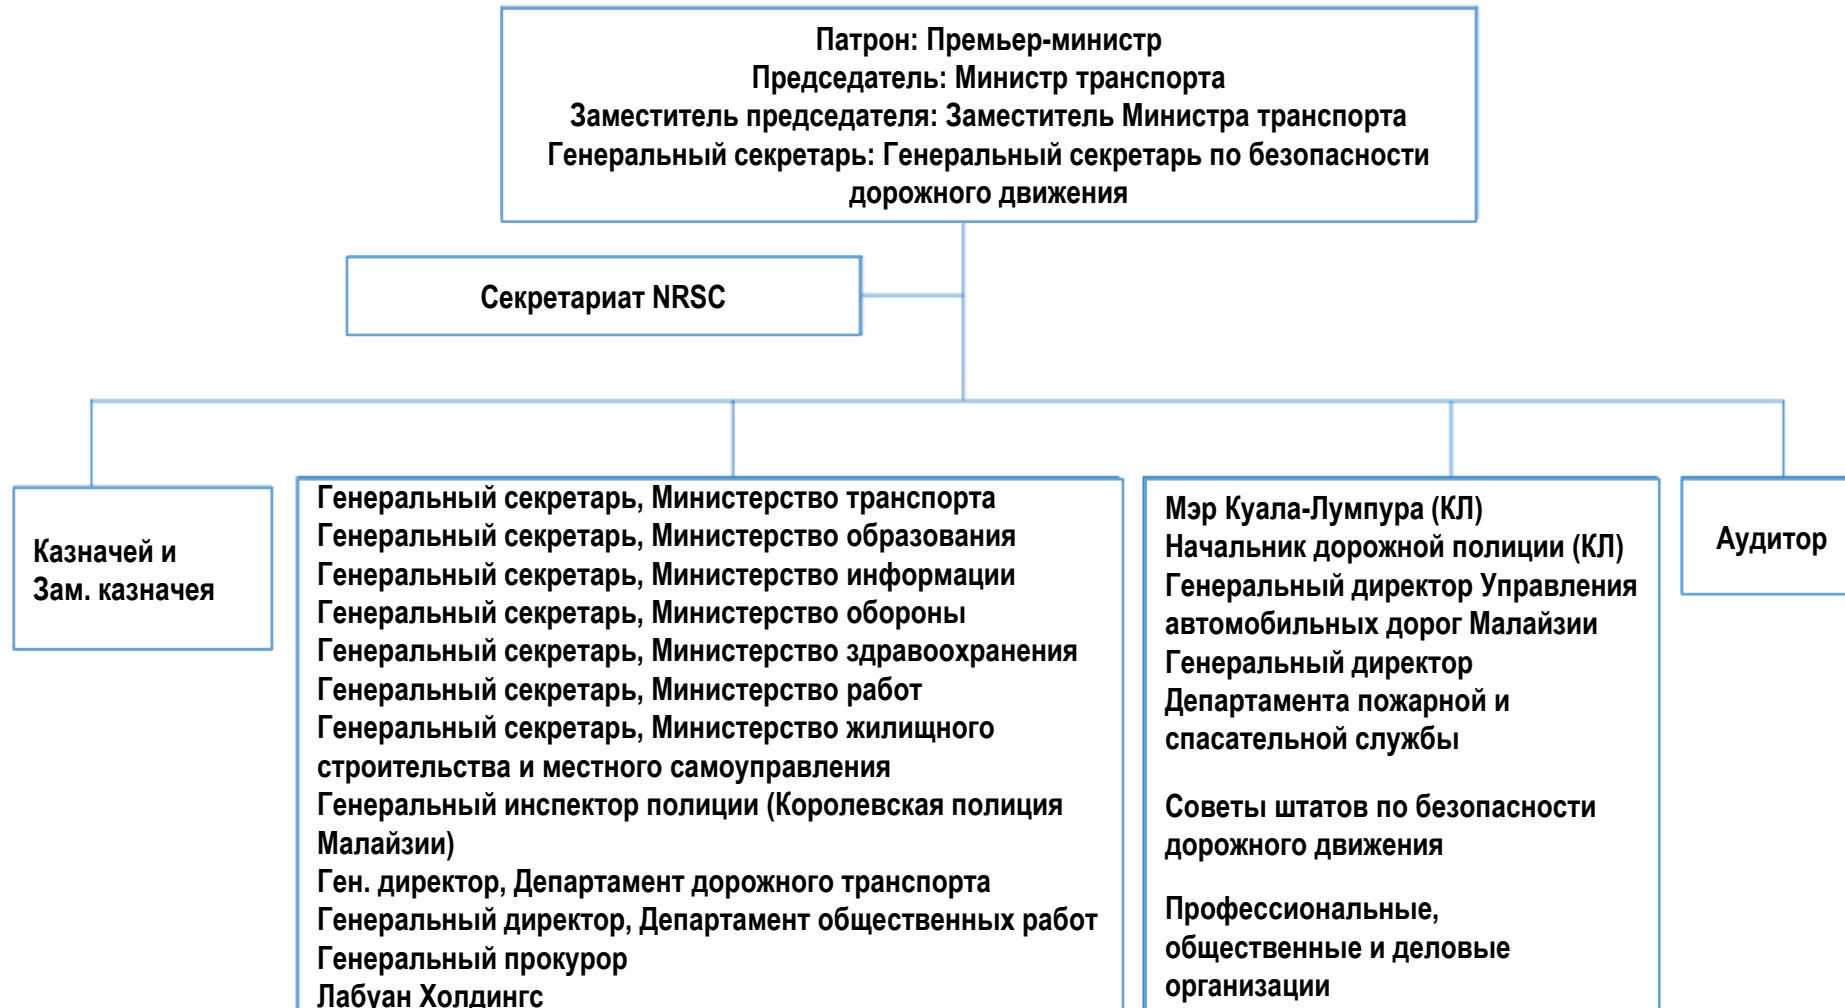 Патрон: Премьер-министр
Председатель: Министр транспорта
Заместитель председателя: Заместитель Министра транспорта
Генеральный секретарь: Генеральный секретарь по безопасности
дорожного движения
Секретариат NRSC
Казначей и
Зам. казначея
Генеральный секретарь, Министерство транспорта
Генеральный секретарь, Министерство образования
Генеральный секретарь, Министерство информации
Генеральный секретарь, Министерство обороны
Генеральный секретарь, Министерство здравоохранения
Генеральный секретарь, Министерство работ
Генеральный секретарь, Министерство жилищного
строительства и местного самоуправления
Генеральный инспектор полиции (Королевская полиция
Малайзии)
Ген. директор, Департамент дорожного транспорта
Генеральный директор, Департамент общественных работ
Генеральный прокурор
Лабуан Холдингс
Мэр Куала-Лумпура (КЛ)
Начальник дорожной полиции (КЛ)
Генеральный директор Управления
автомобильных дорог Малайзии
Генеральный директор
Департамента пожарной и
спасательной службы
Советы штатов по безопасности
дорожного движения
Профессиональные,
общественные и деловые
организации
Аудитор